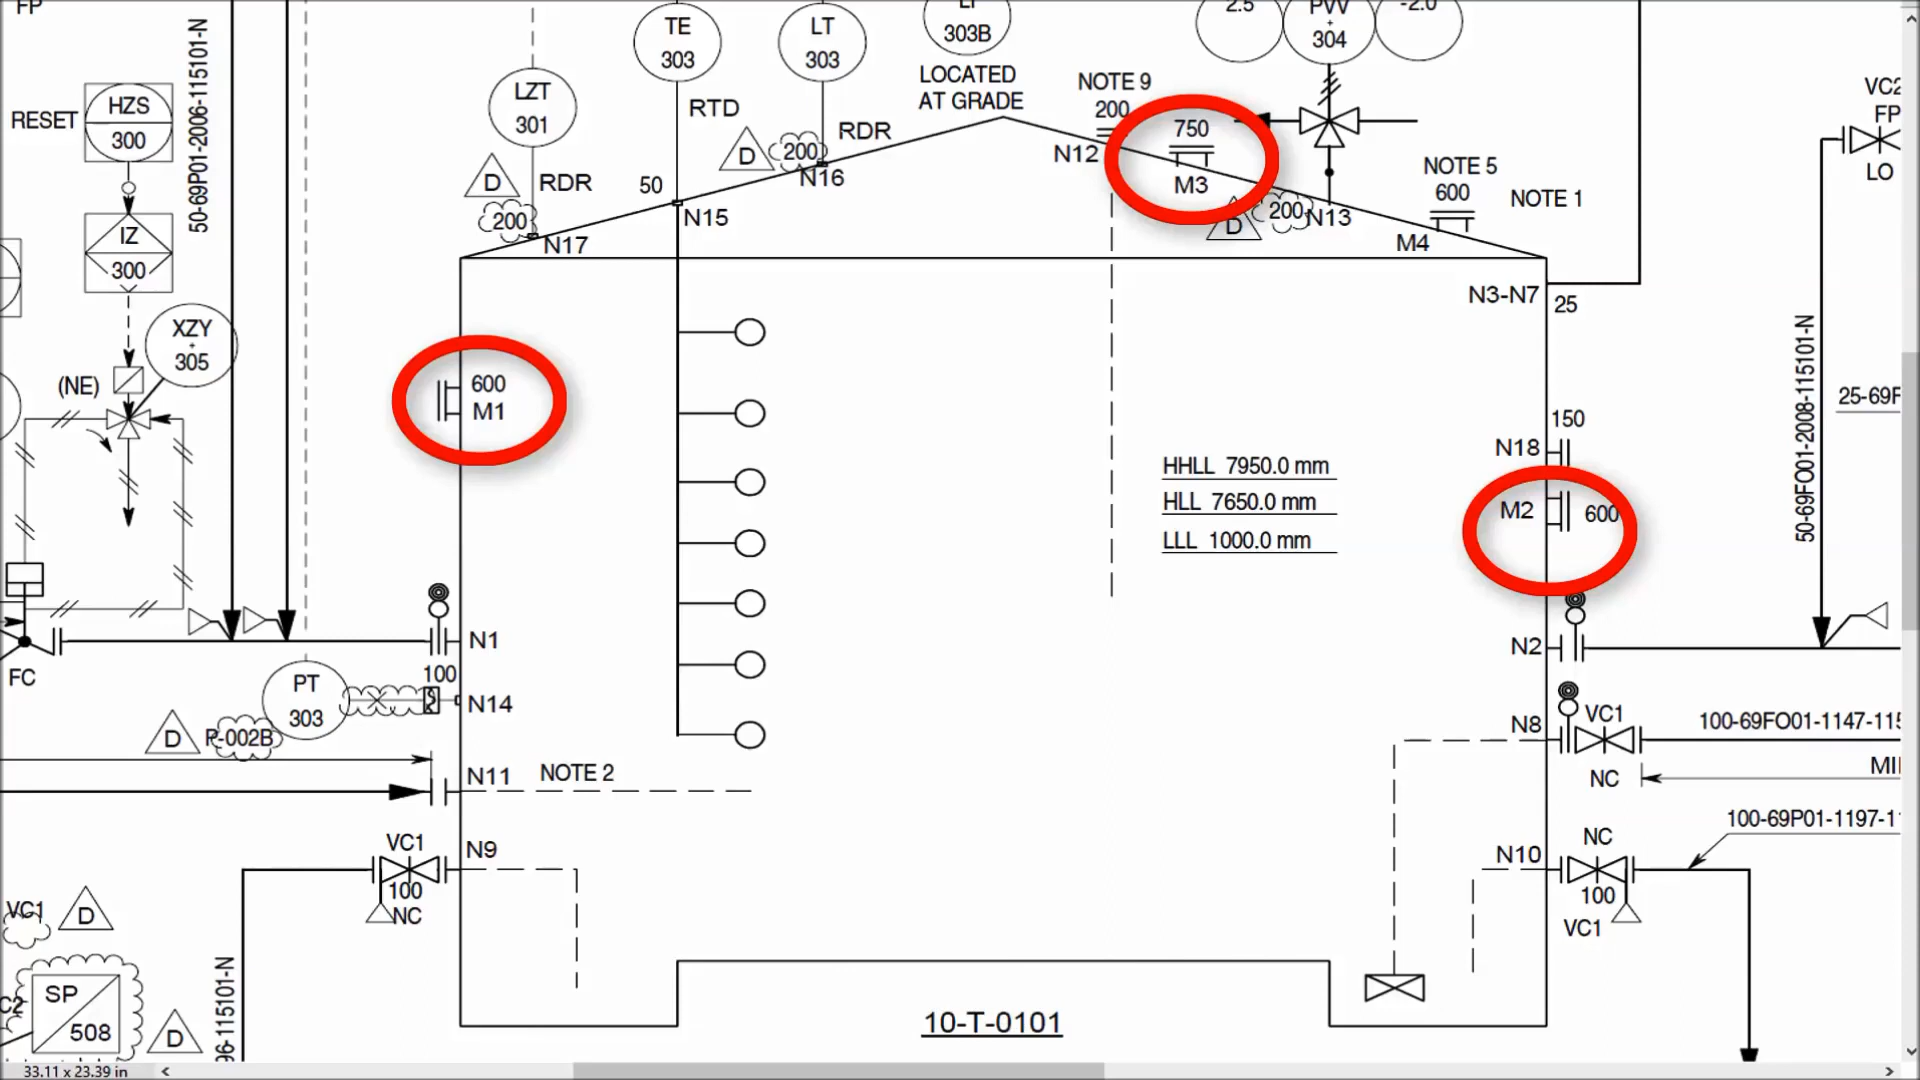 FP
50-69P01-2006-115101-N
HZS
300
RESET
IZ
300
XZY
+
305
(NE)
FC
LZT
301
D
RDR
200
N17
TE
303
RTD
50
N15
LT
303
D
200
RDR
N16
303B
LOCATED
AT GRADE
NOTE 9
200
N12
750
M3
2.5
PVV
+
304
-2.0
D
200
N13
NOTE 5
600
NOTE 1
M4
N3-N7
25
VC2
FP
LO
50-69FO01-2008-115101-N
25-69F
600
M1
HHLL 7950.0 mm
HLL 7650.0 mm
LLL 1000.0 mm
150
N18
M2
600
N1
N2
PT
303
100
N14
D
P-002B
N8
VC1
NC
100-69FO01-1147-115
N11
NOTE 2
VC1
N9
100
NC
100-69P01-1197-1
N10
NC
100
VC1
VC1
D
SP
508
D
96-115101-N
10-T-0101
33.11 x 23.39 in